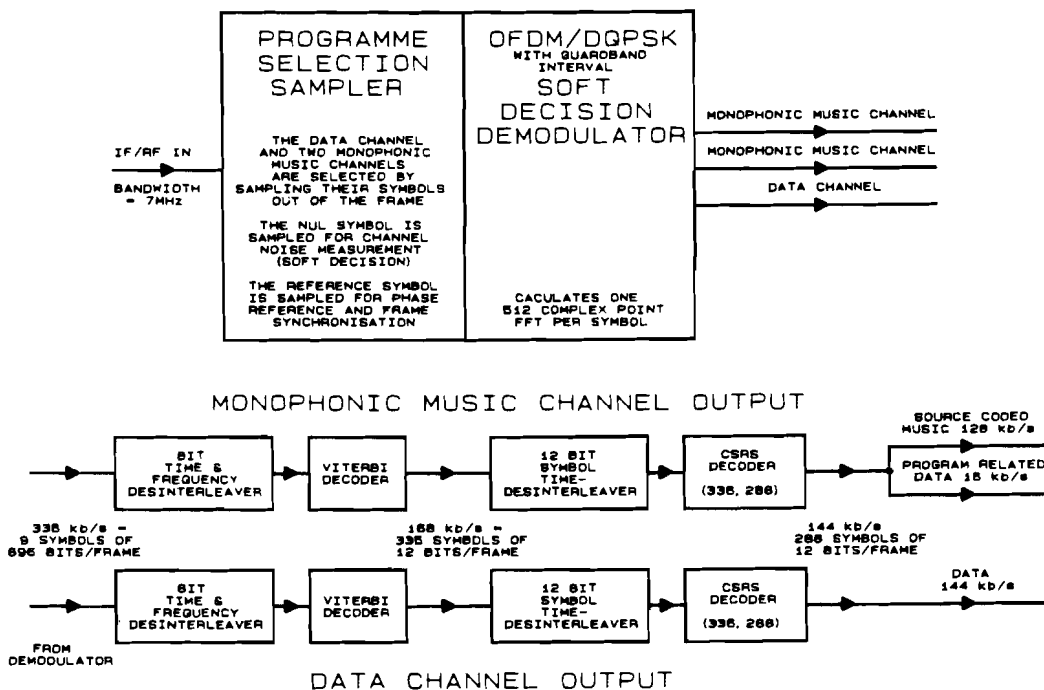 PROGRAMME
SELECTION
SAMPLER
THE DATA CHANNEL
AND TWO MONOPHONIC
MUSIC CHANNELS
ARE SELECTED BY
SAMPLING THEIR SYMBOLS
OUT OF THE FRAME
THE NUL SYMBOL IS
SAMPLED FOR CHANNEL
NOISE MEASUREMENT
(SOFT DECISION)
THE REFERENCE SYMBOL
IS SAMPLED FOR PHASE
REFERENCE AND FRAME
SYNCHRONISATION
IF/RF IN
BANDWIDTH
= 7MHz
OFDM/DQPSK
WITH GUARDBAND
INTERVAL
SOFT
DECISION
DEMODULATOR
CACULATES ONE
512 COMPLEX POINT
FFT PER SYMBOL
MONOPHONIC MUSIC CHANNEL
MONOPHONIC MUSIC CHANNEL
DATA CHANNEL
MONOPHONIC MUSIC CHANNEL OUTPUT
BIT
TIME &
FREQUENCY
DESINTERLEAVER
VITERBI
DECODER
12 BIT
SYMBOL
TIME-
DESINTERLEAVER
CSRS
DECODER
(336, 288)
SOURCE CODED
MUSIC 128 kb/s
PROGRAM RELATED
DATA 16 kb/s
336 kb/s =
9 SYMBOLS OF
896 BITS/FRAME
168 kb/s =
336 SYMBOLS OF
12 BITS/FRAME
144 kb/s
288 SYMBOLS OF
12 BITS/FRAME
BIT
TIME &
FREQUENCY
DESINTERLEAVER
VITERBI
DECODER
12 BIT
SYMBOL
TIME-
DESINTERLEAVER
CSRS
DECODER
(336, 288)
DATA
144 kb/s
FROM
DEMODULATOR
DATA CHANNEL OUTPUT